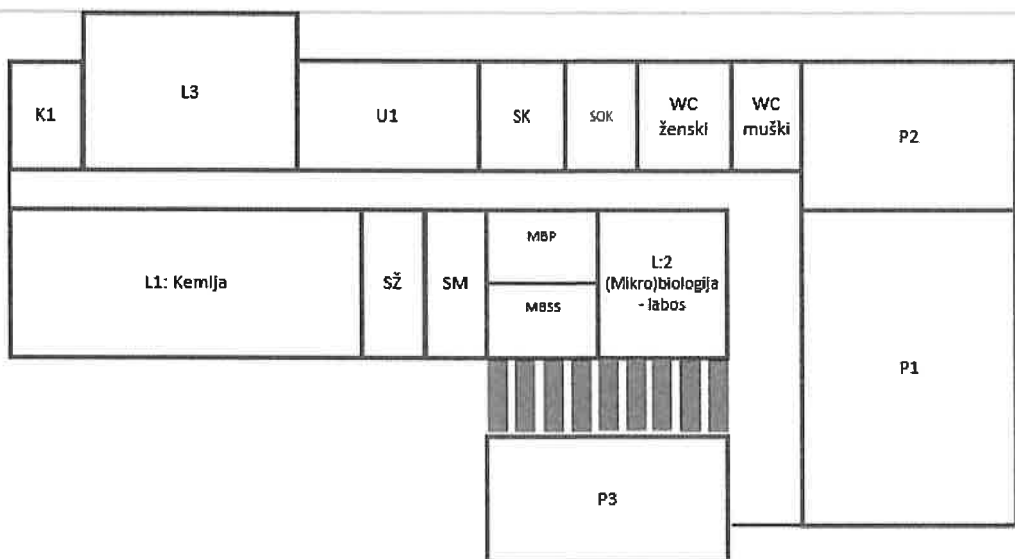 K1
L3
U1
SK
SOK
WC
ženski
WC
muški
P2
L1: Kemija
SŽ
SM
MBP
MBSS
L:2
(Mikro)biologija
- labos
P1
P3